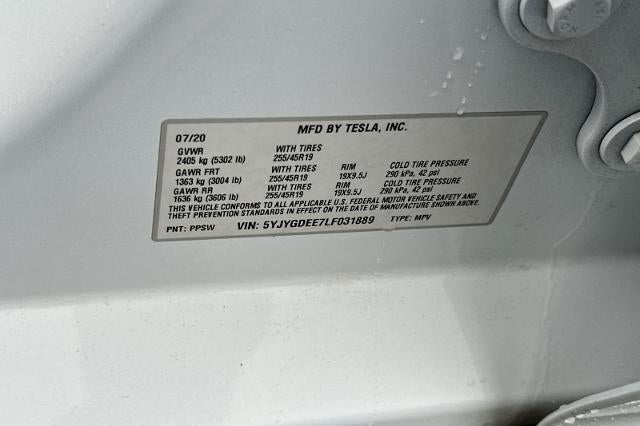 07/20 MFD BY TESLA, INC.
GVWR WITH TIRES
2405 kg (5302 lb) 255/45R19
GAWR FRT WITH TIRES RIM COLD TIRE PRESSURE
1363 kg (3004 lb) 255/45R19 19X9.5J 290 kPa, 42 psi
GAWR RR WITH TIRES RIM COLD TIRE PRESSURE
1636 kg (3606 lb) 255/45R19 19X9.5J 290 kPa, 42 psi
THIS VEHICLE CONFORMS TO ALL APPLICABLE U.S. FEDERAL MOTOR VEHICLE SAFETY AND
THEFT PREVENTION STANDARDS IN EFFECT ON THE DATE OF MANUFACTURE SHOWN ABOVE.
PNT: PPSW VIN: 5YJYGDEE7LF031889 TYPE: MPV